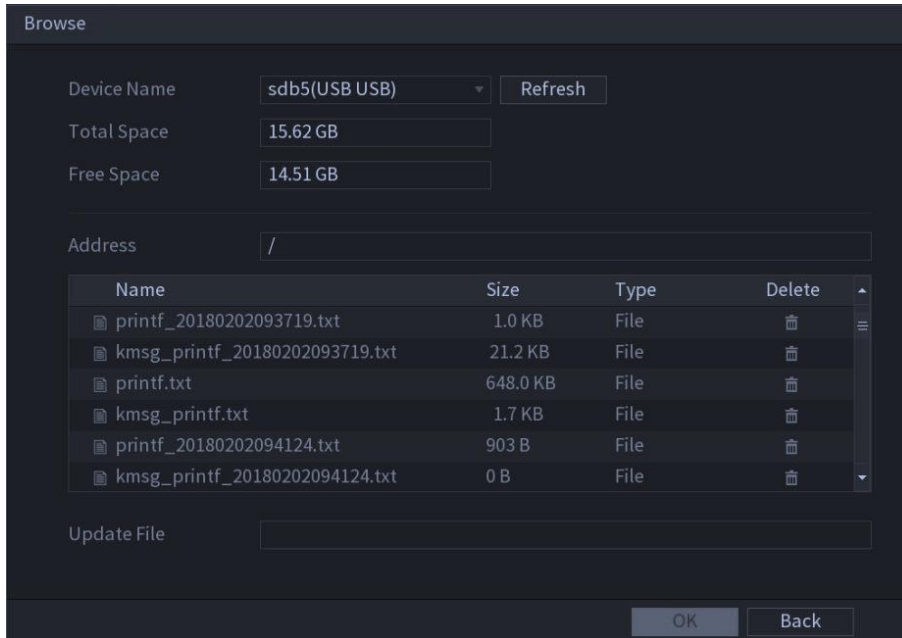 Browse
Device Name sdb5(USB USB) Refresh
Total Space 15.62 GB
Free Space 14.51 GB
Address /
Name Size Type Delete
printf_20180202093719.txt 1.0 KB File
kmsg_printf_20180202093719.txt 21.2 KB File
printf.txt 648.0 KB File
kmsg_printf.txt 1.7 KB File
printf_20180202094124.txt 903 B File
kmsg_printf_20180202094124.txt 0 B File
Update File
OK Back